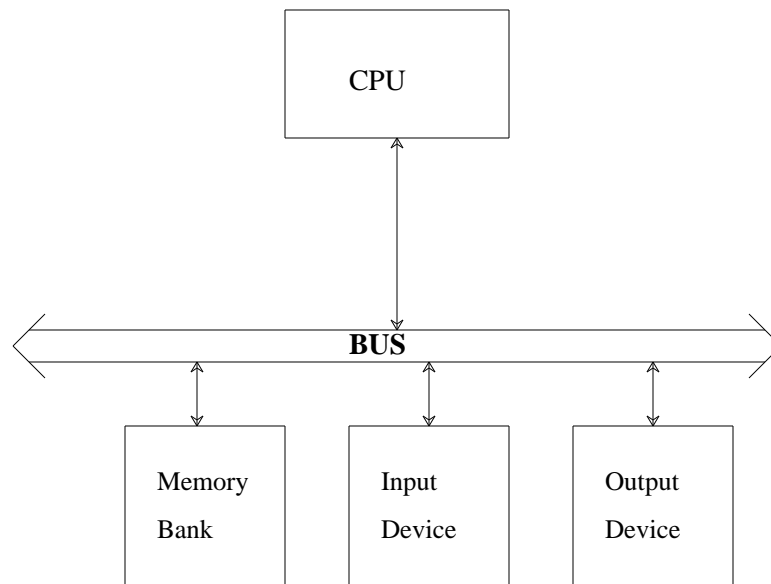 CPU
BUS
Memory
Bank
Input
Device
Output
Device